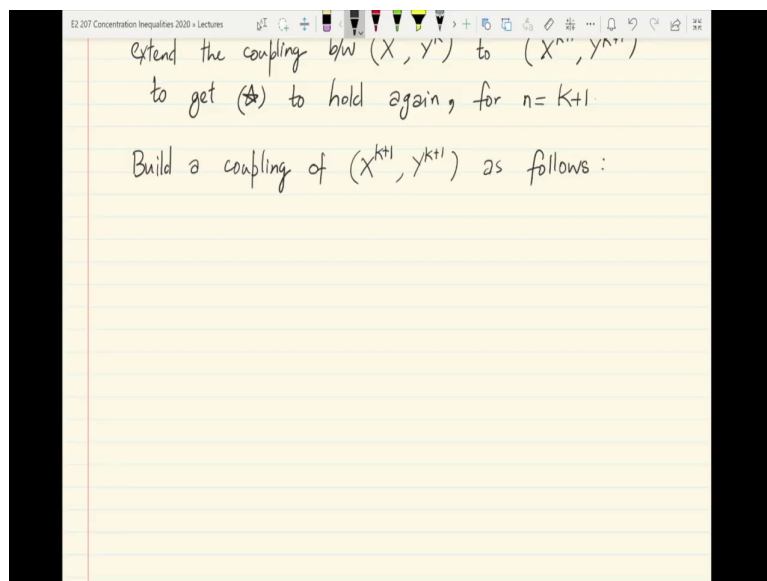 E2 207 Concentration Inequalities 2020 » Lectures
extend the coupling b/w (X , Y^k) to (X^{k+1}, Y^{k+1})
to get (☆) to hold again, for n = k+1.
Build a coupling of (X^{k+1}, Y^{k+1}) as follows :